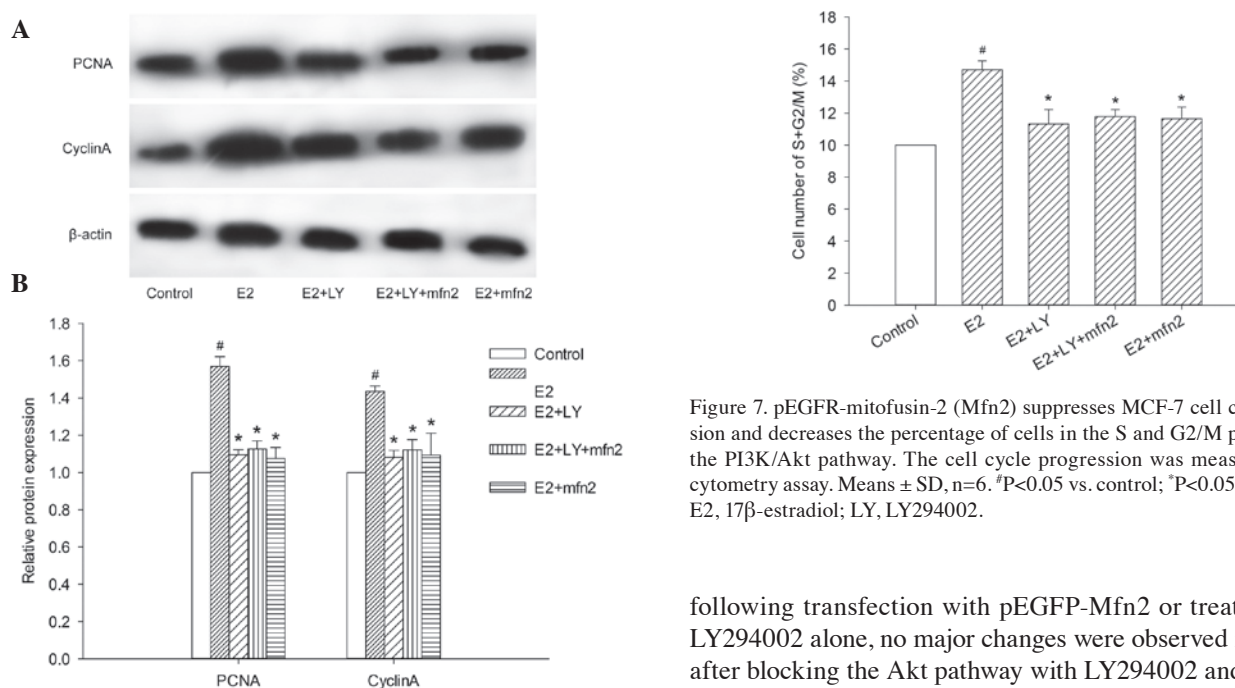 A
PCNA
CyclinA
β-actin
Control E2 E2+LY E2+LY+mfn2 E2+mfn2
B
Relative protein expression
1.8
1.6
1.4
1.2
1.0
0.8
0.6
0.4
0.2
0.0
# * * *
# * * *
PCNA CyclinA
Control
E2
E2+LY
E2+LY+mfn2
E2+mfn2
Cell number of S+G2/M (%)
18
16
14
12
10
8
6
4
2
0
# * * *
Control E2 E2+LY E2+LY+mfn2 E2+mfn2
Figure 7. pEGFR-mitofusin-2 (Mfn2) suppresses MCF-7 cell c
sion and decreases the percentage of cells in the S and G2/M p
the PI3K/Akt pathway. The cell cycle progression was meas
cytometry assay. Means ± SD, n=6. #P<0.05 vs. control; *P<0.05
E2, 17β-estradiol; LY, LY294002.
following transfection with pEGFP-Mfn2 or treat
LY294002 alone, no major changes were observed
after blocking the Akt pathway with LY294002 and